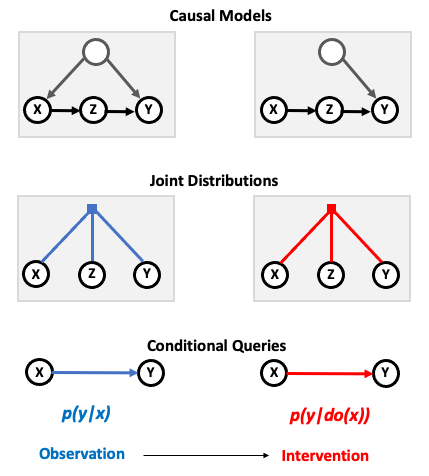 Causal Models
X Z Y X Z Y
Joint Distributions
X Z Y X Z Y
Conditional Queries
X Y X Y
p(y|x) p(y|do(x))
Observation Intervention